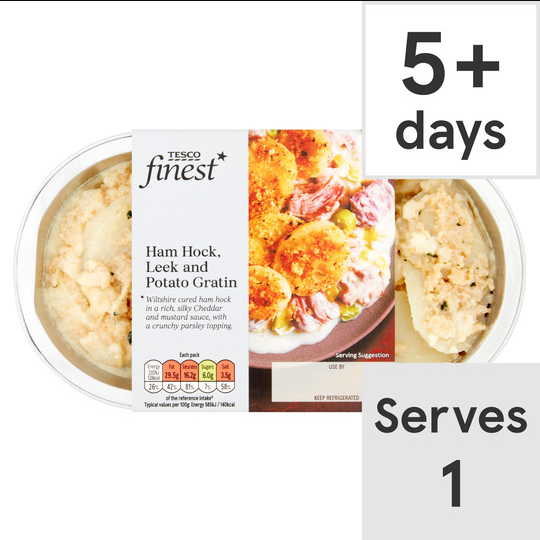 5+
days
TESCO
finest*
Ham Hock,
Leek and
Potato Gratin
* Wiltshire cured ham hock
in a rich, silky Cheddar
and mustard sauce, with
a crunchy parsley topping.
Each pack
Energy Fat Saturates Sugars Salt
29.5g 16.2g 6.0g 3.5g
26% 42% 81% 7% 58%
of the reference intake*
Typical values per 100g: Energy 585kJ / 140kcal
Serving Suggestion
USE BY
KEEP REFRIGERATED
Serves
1